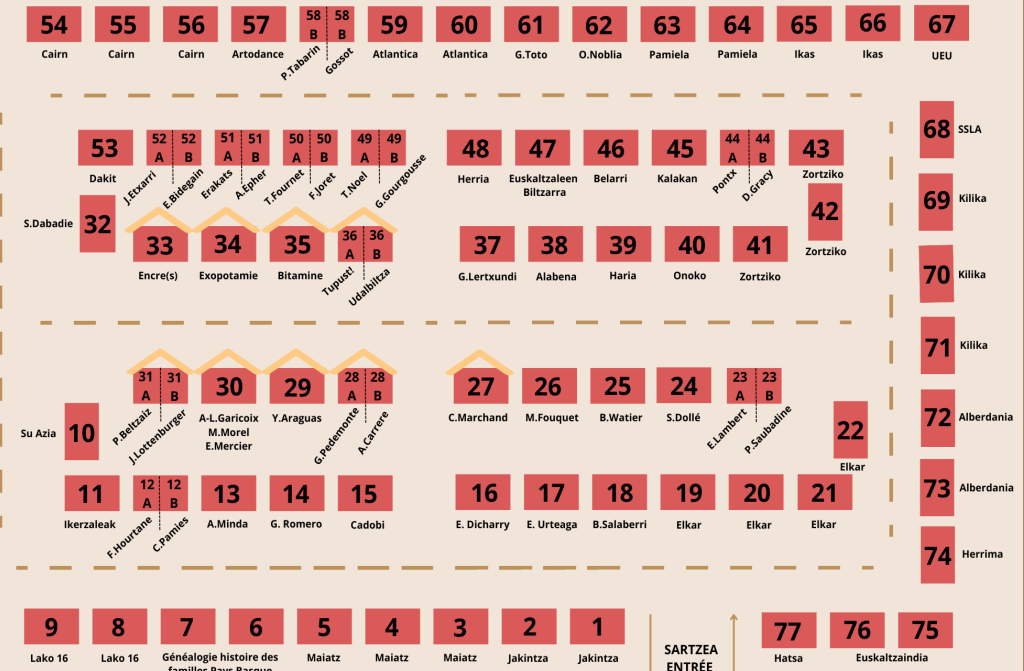 54 55 56 57 58 58 59 60 61 62 63 64 65 66 67
B B
Cairn Cairn Cairn Artodance P.Tabarin Gossot Atlantica Atlantica G.Toto O.Noblia Pamiela Pamiela Ikas Ikas UEU
68 SSLA
53 52 52 51 51 50 50 49 49 48 47 46 45 44 44 43
A B A B A B A B A B
Dakit J.Etxarri E.Bidegain Erakats A.Epher T.Fournet F.Joret T.Noel G.Gourgousse Herria Euskaltzaleen Belarri Kalakan Pontx D.Gracy Zortziko
Biltzarra
69 Kilika
S.Dabadie 32
42
Zortziko
33 34 35 36 36 37 38 39 40 41
A B
Encre(s) Exopotamie Bitamine Tupust! Udalbiltza G.Lertxundi Alabena Haria Onoko Zortziko
70 Kilika
71 Kilika
31 31 30 29 28 28 27 26 25 24 23 23
A B A B A B
P.Beltzaiz J.Lottenburger A-L.Garicoix Y.Araguas G.Pedemonte A.Carrere C.Marchand M.Fouquet B.Watier S.Dollé E.Lambert P.Saubadine
M.Morel
E.Mercier
72 Alberdania
Su Azia 10
22
Elkar
11 12 12 13 14 15 16 17 18 19 20 21
A B
Ikerzaleak F.Hourtane C.Pamies A.Minda G. Romero Cadobi E. Dicharry E. Urteaga B.Salaberri Elkar Elkar Elkar
73 Alberdania
74 Herrima
9 8 7 6 5 4 3 2 1 77 76 75
Lako 16 Lako 16 Généalogie histoire des Maiatz Maiatz Maiatz Jakintza Jakintza Hatsa Euskaltzaindia
familles Pays Basque
SARTZEA
ENTRÉE